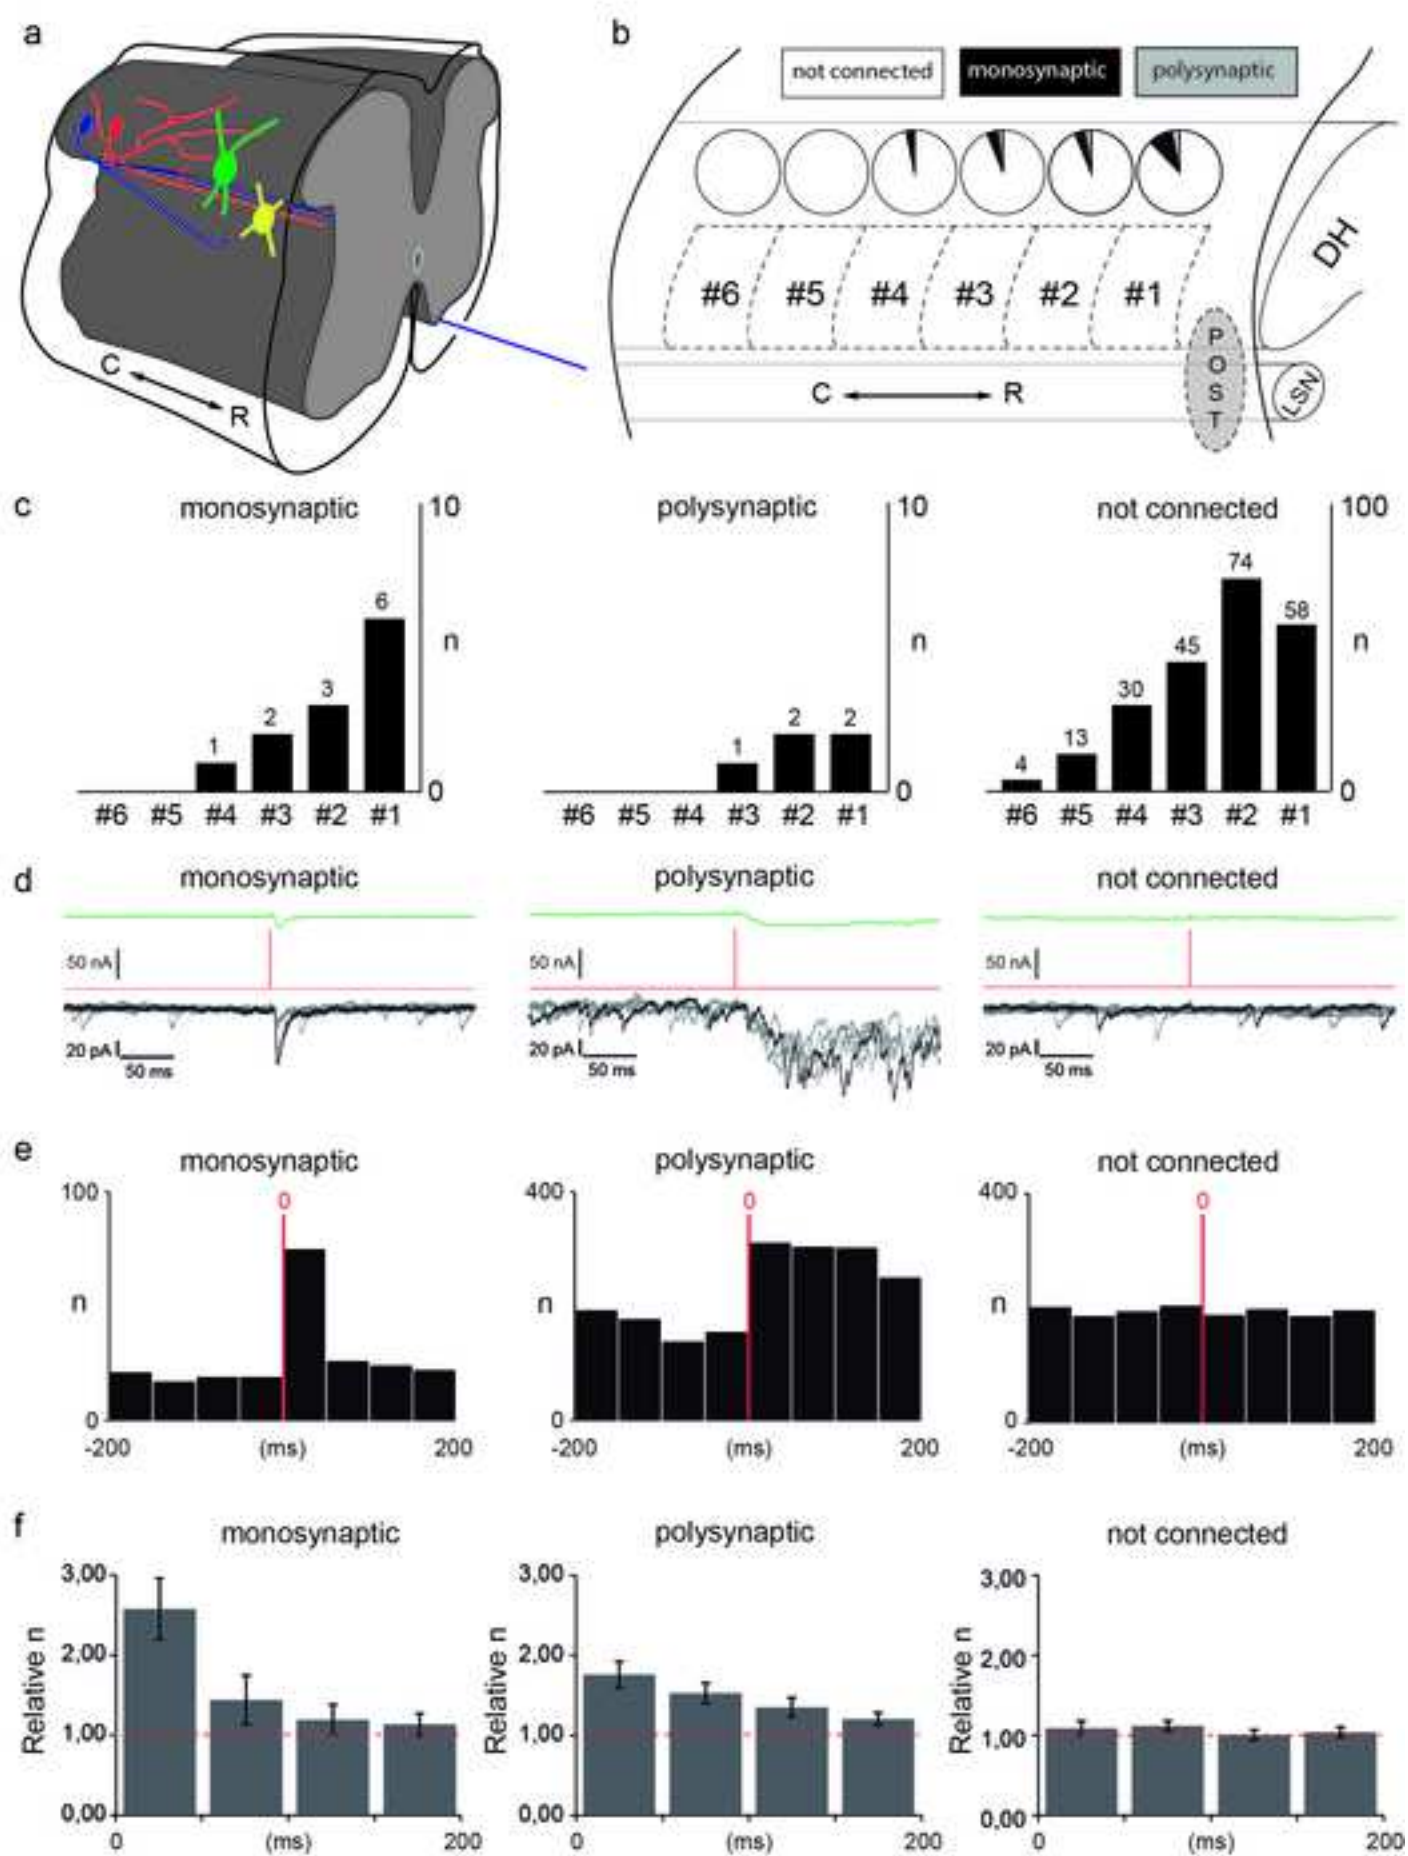 a
C
R
b
not connected monosynaptic polysynaptic
#6 #5 #4 #3 #2 #1
C
R
POST
DH
LSN
c
monosynaptic
10
n
0
1 2 3 6
#6 #5 #4 #3 #2 #1
polysynaptic
10
n
0
1 2 2
#6 #5 #4 #3 #2 #1
not connected
100
n
0
4 13 30 45 74 58
#6 #5 #4 #3 #2 #1
d
monosynaptic
50 nA
20 pA
50 ms
polysynaptic
50 nA
20 pA
50 ms
not connected
50 nA
20 pA
50 ms
e
monosynaptic
100
0
n
0
-200 (ms) 200
polysynaptic
400
0
n
0
-200 (ms) 200
not connected
400
0
n
0
-200 (ms) 200
f
monosynaptic
3,00
2,00
1,00
0,00
Relative n
0 (ms) 200
polysynaptic
3,00
2,00
1,00
0,00
Relative n
0 (ms) 200
not connected
3,00
2,00
1,00
0,00
Relative n
0 (ms) 200